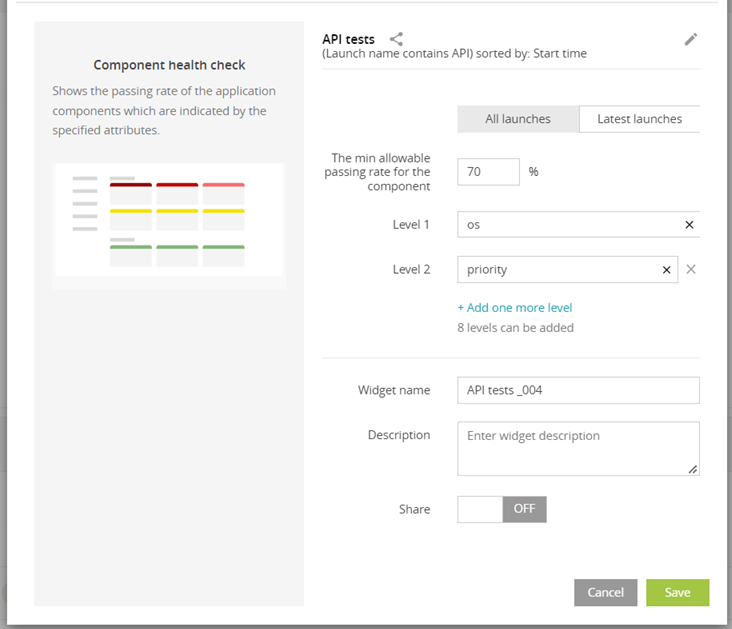 Component health check
Shows the passing rate of the application
components which are indicated by the
specified attributes.
API tests
(Launch name contains API) sorted by: Start time
All launches
Latest launches
The min allowable
passing rate for the
component
70
%
Level 1
os
Level 2
priority
+ Add one more level
8 levels can be added
Widget name
API tests _004
Description
Enter widget description
Share
OFF
Cancel
Save